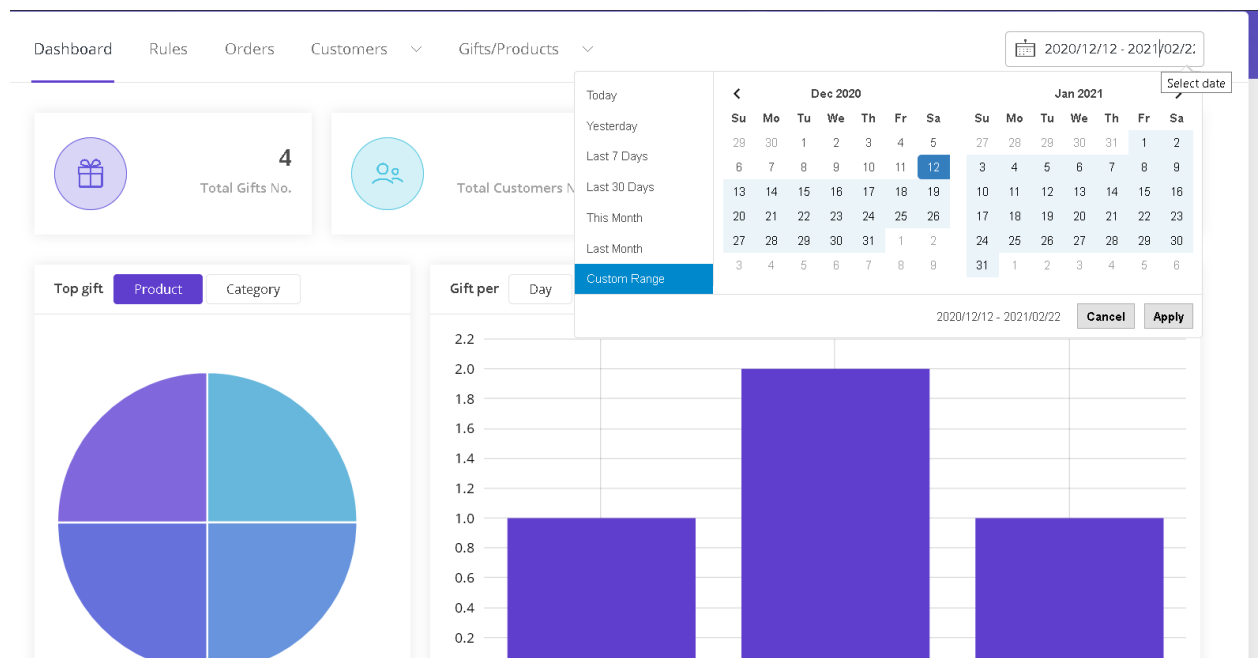 Dashboard Rules Orders Customers Gifts/Products 2020/12/12 - 2021/02/2
Select date
4
Total Gifts No.
Total Customers N
Today
Yesterday
Last 7 Days
Last 30 Days
This Month
Last Month
Custom Range
Dec 2020
Su Mo Tu We Th Fr Sa
29 30 1 2 3 4 5
6 7 8 9 10 11 12
13 14 15 16 17 18 19
20 21 22 23 24 25 26
27 28 29 30 31 1 2
3 4 5 6 7 8 9
Jan 2021
Su Mo Tu We Th Fr Sa
27 28 29 30 31 1 2
3 4 5 6 7 8 9
10 11 12 13 14 15 16
17 18 19 20 21 22 23
24 25 26 27 28 29 30
31 1 2 3 4 5 6
2020/12/12 - 2021/02/22 Cancel Apply
Top gift Product Category
Gift per Day
2.2
2.0
1.8
1.6
1.4
1.2
1.0
0.8
0.6
0.4
0.2